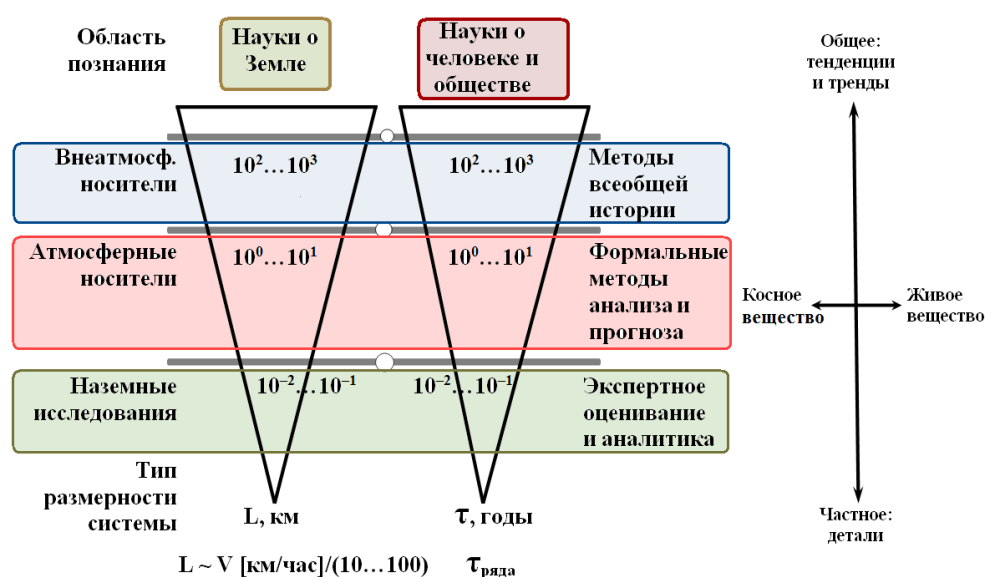 Область
познания
Науки о
Земле
Науки о
человеке и
обществе
Общее:
тенденции
и тренды
Внеатмосф.
носители
10²…10³
10²…10³
Методы
всеобщей
истории
Атмосферные
носители
10⁰…10¹
10⁰…10¹
Формальные
методы
анализа и
прогноза
Косное
вещество
Живое
вещество
Наземные
исследования
10⁻²…10⁻¹
10⁻²…10⁻¹
Экспертное
оценивание
и аналитика
Тип
размерности
системы
L, км
τ, годы
Частное:
детали
L ~ V [км/час]/(10…100)
τряда